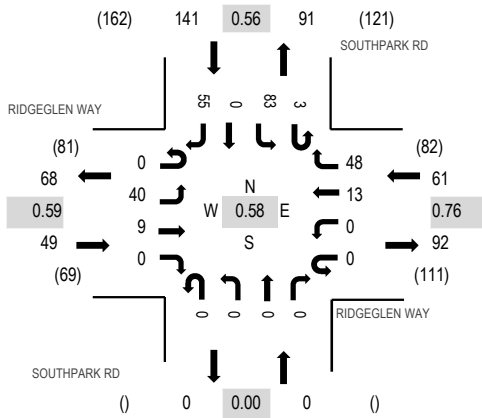 (162) 141 0.56 91 (121)
SOUTHPARK RD
RIDGEGLEN WAY
55 0 83 3
(81) (82)
0 48
68 61
40 13
N
0.59 W 0.58 E 0.76
9 0
S
49 92
0 0
(69) (111)
0 0 0 0
RIDGEGLEN WAY
SOUTHPARK RD
() 0 0.00 0 ()